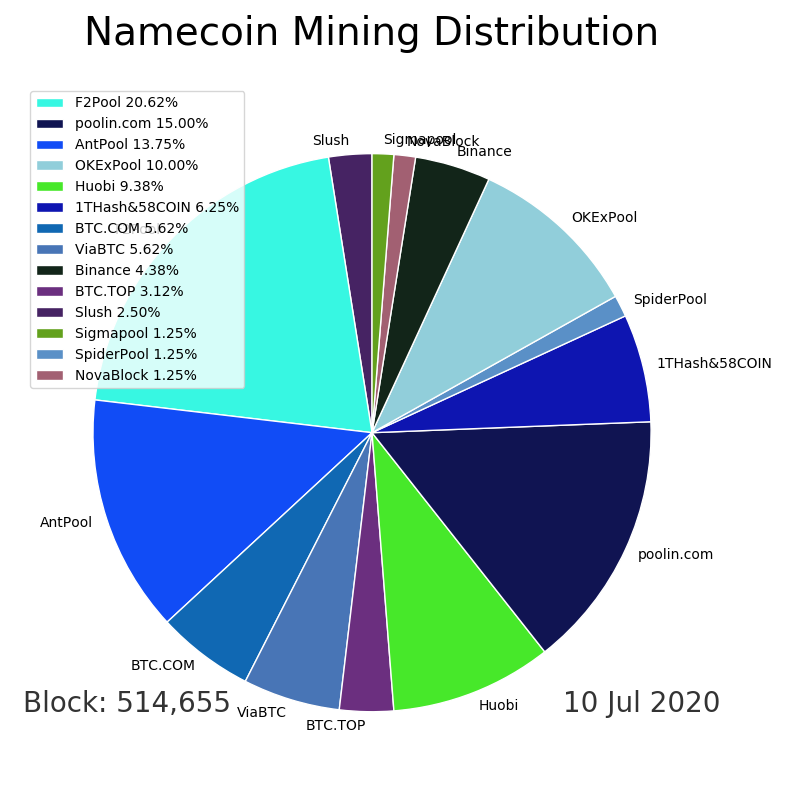 Namecoin Mining Distribution
F2Pool 20.62%
poolin.com 15.00%
AntPool 13.75%
OKExPool 10.00%
Huobi 9.38%
1THash&58COIN 6.25%
BTC.COM 5.62%
ViaBTC 5.62%
Binance 4.38%
BTC.TOP 3.12%
Slush 2.50%
Sigmapool 1.25%
SpiderPool 1.25%
NovaBlock 1.25%
Slush
Sigmapool
NovaBlock
Binance
OKExPool
SpiderPool
1THash&58COIN
poolin.com
Huobi
BTC.TOP
ViaBTC
BTC.COM
AntPool
Block: 514,655
10 Jul 2020